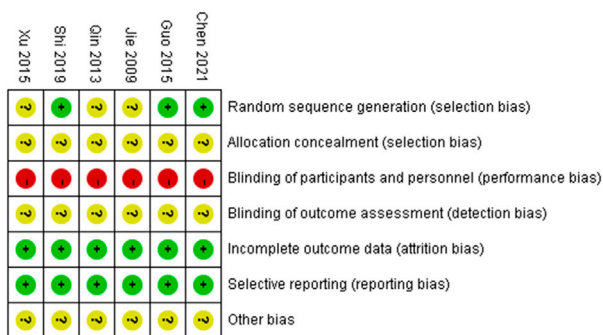 Xu 2015 Shi 2019 Qin 2013 Jie 2009 Guo 2015 Chen 2021
? + ? ? + + Random sequence generation (selection bias)
? ? ? ? ? ? Allocation concealment (selection bias)
- - - - - - Blinding of participants and personnel (performance bias)
? ? ? ? ? ? Blinding of outcome assessment (detection bias)
+ + + + + + Incomplete outcome data (attrition bias)
+ + + + + + Selective reporting (reporting bias)
? ? ? ? ? ? Other bias